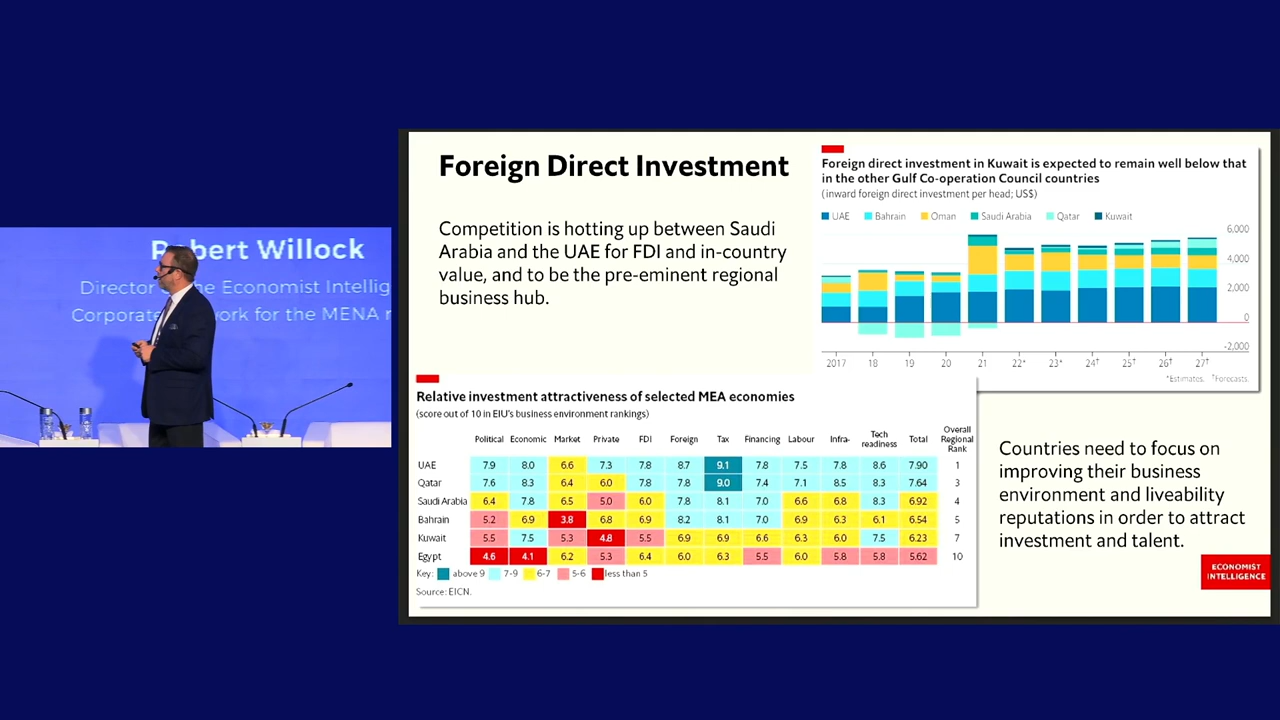 Robert Willock
Director The Economist Intellig
Corporate work for the MENA
Foreign Direct Investment
Competition is hotting up between Saudi
Arabia and the UAE for FDI and in-country
value, and to be the pre-eminent regional
business hub.
Foreign direct investment in Kuwait is expected to remain well below that
in the other Gulf Co-operation Council countries
(inward foreign direct investment per head; US$)
UAE Bahrain Oman Saudi Arabia Qatar Kuwait
6,000
4,000
2,000
0
-2,000
2017 18 19 20 21 22* 23* 24† 25† 26† 27†
*Estimates. †Forecasts.
Relative investment attractiveness of selected MEA economies
(score out of 10 in EIU's business environment rankings)
Political Economic Market Private FDI Foreign Tax Financing Labour Infra- Tech readiness Total Overall Regional Rank
UAE 7.9 8.0 6.6 7.3 7.8 8.7 9.1 7.8 7.5 7.8 8.6 7.90 1
Qatar 7.6 8.3 6.4 6.0 7.8 7.8 9.0 7.4 7.1 8.5 8.3 7.64 3
Saudi Arabia 6.4 7.8 6.5 5.0 6.0 7.8 8.1 7.0 6.6 6.8 8.3 6.92 4
Bahrain 5.2 6.9 3.8 6.8 6.9 8.2 8.1 7.0 6.9 6.3 6.1 6.54 5
Kuwait 5.5 7.5 5.3 4.8 5.5 6.9 6.9 6.6 6.3 6.0 7.5 6.23 7
Egypt 4.6 4.1 6.2 5.3 6.4 6.0 6.3 5.5 6.0 5.8 5.8 5.62 10
Key: above 9 7-9 6-7 5-6 less than 5
Source: EICN.
Countries need to focus on
improving their business
environment and liveability
reputations in order to attract
investment and talent.
ECONOMIST
INTELLIGENCE